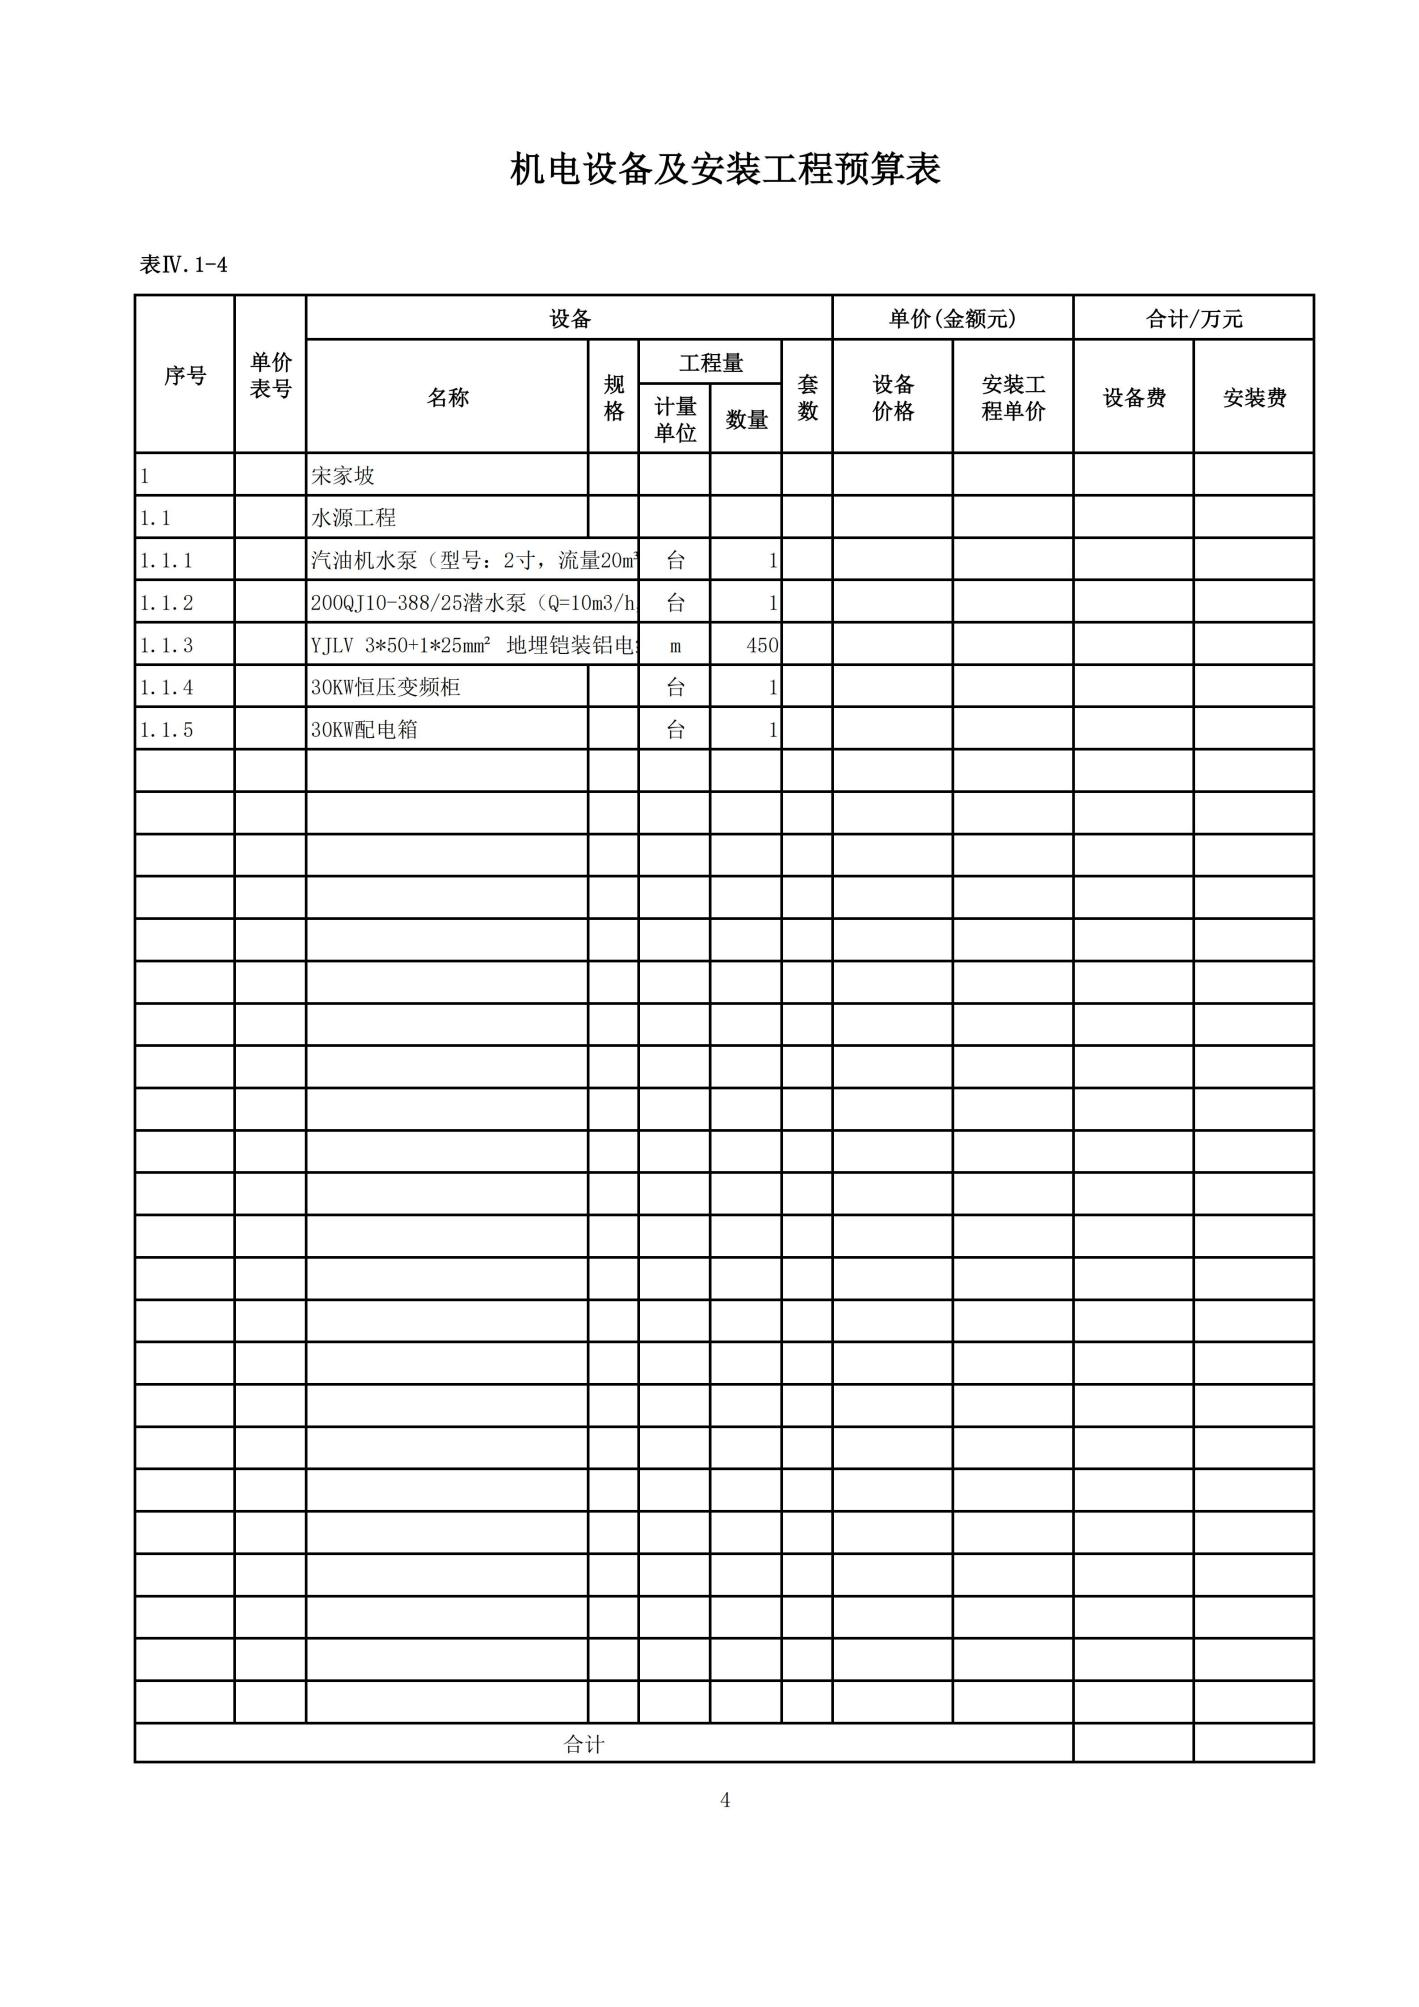 机电设备及安装工程预算表
表Ⅳ.1-4
序号 单价表号 设备 单价(金额元) 合计/万元
名称 规格 工程量 套数 设备价格 安装工程单价 设备费 安装费
计量单位 数量
1 宋家坡
1.1 水源工程
1.1.1 汽油机水泵（型号：2寸，流量20m³ 台 1
1.1.2 200QJ10-388/25潜水泵（Q=10m3/h 台 1
1.1.3 YJLV 3*50+1*25mm² 地埋铠装铝电 m 450
1.1.4 30KW恒压变频柜 台 1
1.1.5 30KW配电箱 台 1
合计
4